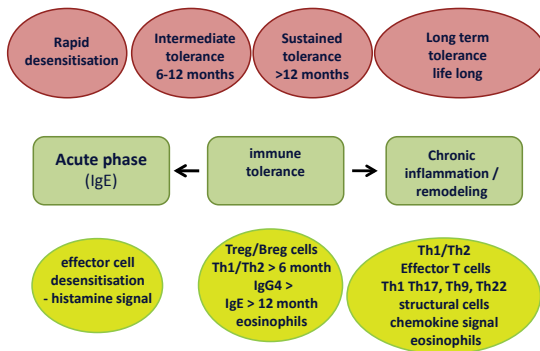 Rapid
desensitisation
Intermediate
tolerance
6-12 months
Sustained
tolerance
>12 months
Long term
tolerance
life long
Acute phase
(IgE)
immune
tolerance
Chronic
inflammation /
remodeling
effector cell
desensitisation
- histamine signal
Treg/Breg cells
Th1/Th2 > 6 month
IgG4 >
IgE > 12 month
eosinophils
Th1/Th2
Effector T cells
Th1 Th17, Th9, Th22
structural cells
chemokine signal
eosinophils